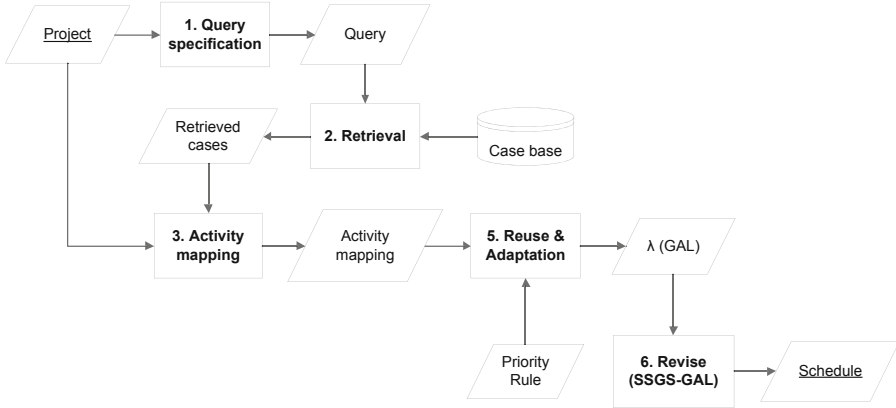 Project
1. Query
specification
Query
Retrieved
cases
2. Retrieval
Case base
3. Activity
mapping
Activity
mapping
5. Reuse &
Adaptation
λ (GAL)
Priority
Rule
6. Revise
(SSGS-GAL)
Schedule